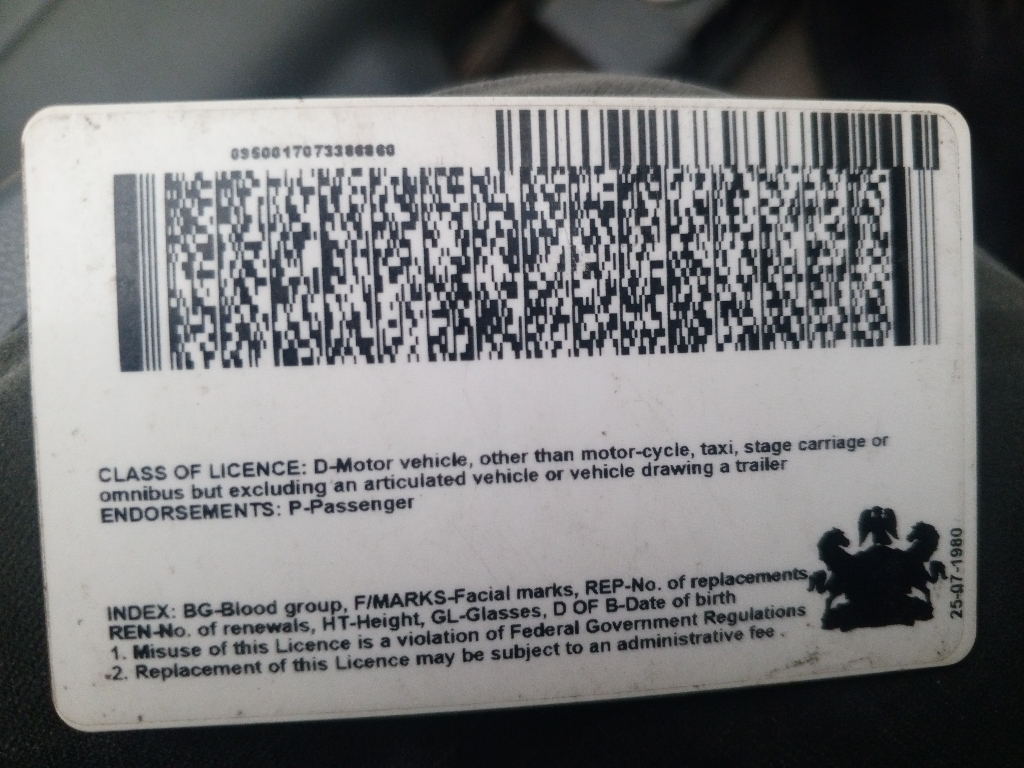 0950017073386860
CLASS OF LICENCE: D-Motor vehicle, other than motor-cycle, taxi, stage carriage or
omnibus but excluding an articulated vehicle or vehicle drawing a trailer
ENDORSEMENTS: P-Passenger
INDEX: BG-Blood group, F/MARKS-Facial marks, REP-No. of replacements
REN-No. of renewals, HT-Height, GL-Glasses, D OF B-Date of birth
1. Misuse of this Licence is a violation of Federal Government Regulations
2. Replacement of this Licence may be subject to an administrative fee
25-07-1980